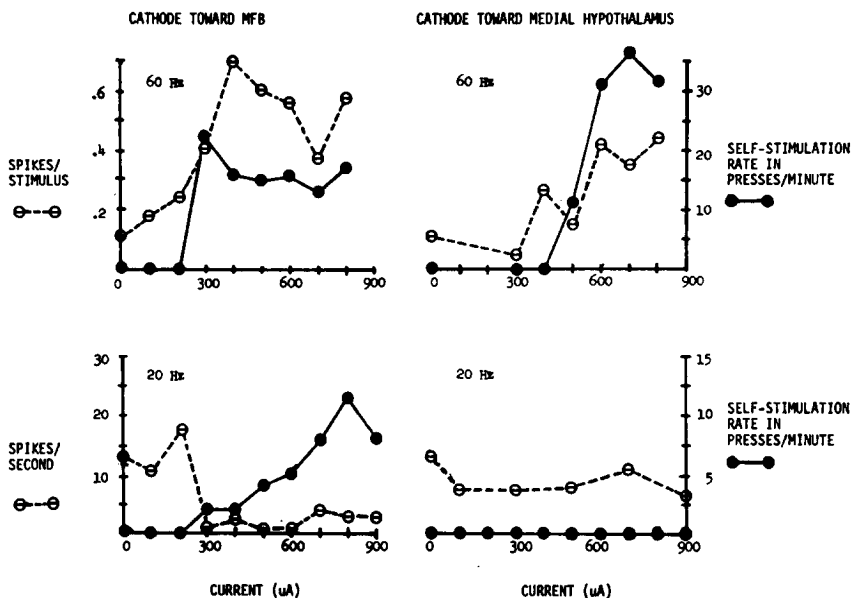 CATHODE TOWARD MFB
CATHODE TOWARD MEDIAL HYPOTHALAMUS
60 Hz
60 Hz
.6
.4
.2
30
20
10
SPIKES/
STIMULUS
SELF-STIMULATION
RATE IN
PRESSES/MINUTE
0 300 600 900
0 300 600 900
20 Hz
20 Hz
30
20
10
15
10
5
0
SPIKES/
SECOND
SELF-STIMULATION
RATE IN
PRESSES/MINUTE
0 300 600 900
0 300 600 900
CURRENT (uA)
CURRENT (uA)